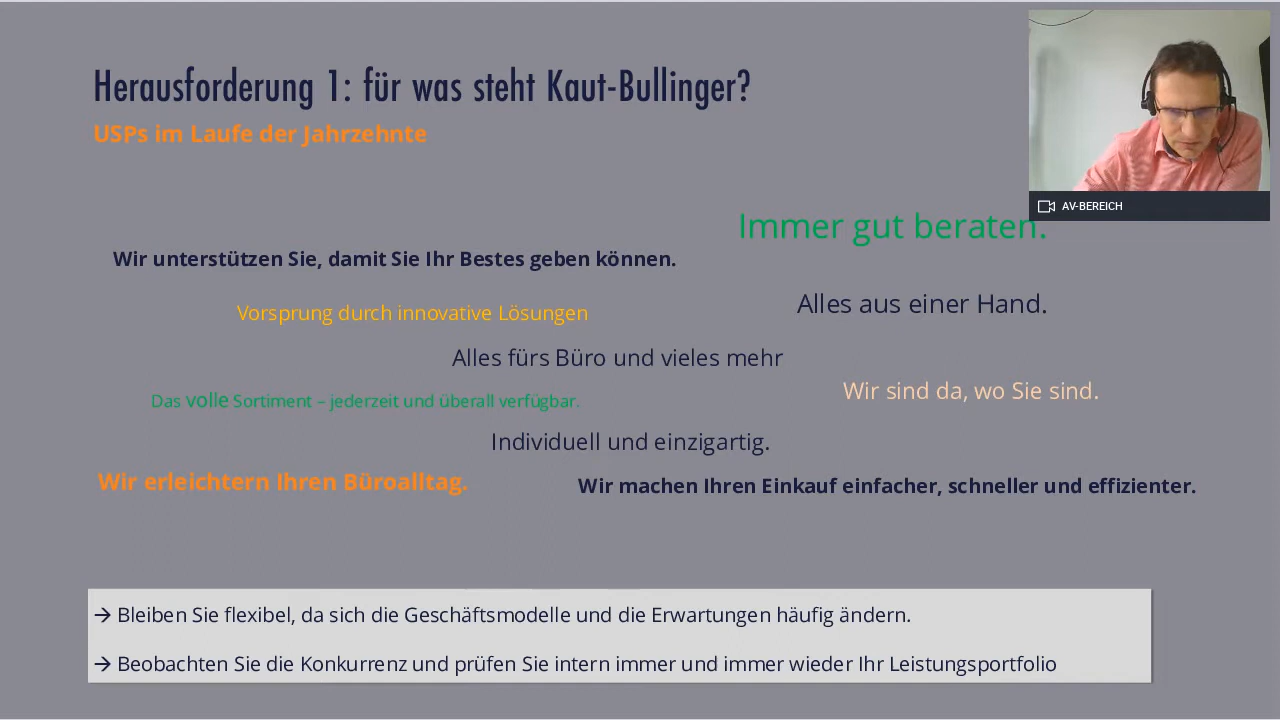 Herausforderung 1: für was steht Kaut-Bullinger?
USPs im Laufe der Jahrzehnte
AV-BEREICH
Immer gut beraten.
Wir unterstützen Sie, damit Sie Ihr Bestes geben können.
Alles aus einer Hand.
Vorsprung durch innovative Lösungen
Alles fürs Büro und vieles mehr
Wir sind da, wo Sie sind.
Das volle Sortiment – jederzeit und überall verfügbar.
Individuell und einzigartig.
Wir erleichtern Ihren Büroalltag.
Wir machen Ihren Einkauf einfacher, schneller und effizienter.
→ Bleiben Sie flexibel, da sich die Geschäftsmodelle und die Erwartungen häufig ändern.
→ Beobachten Sie die Konkurrenz und prüfen Sie intern immer und immer wieder Ihr Leistungsportfolio